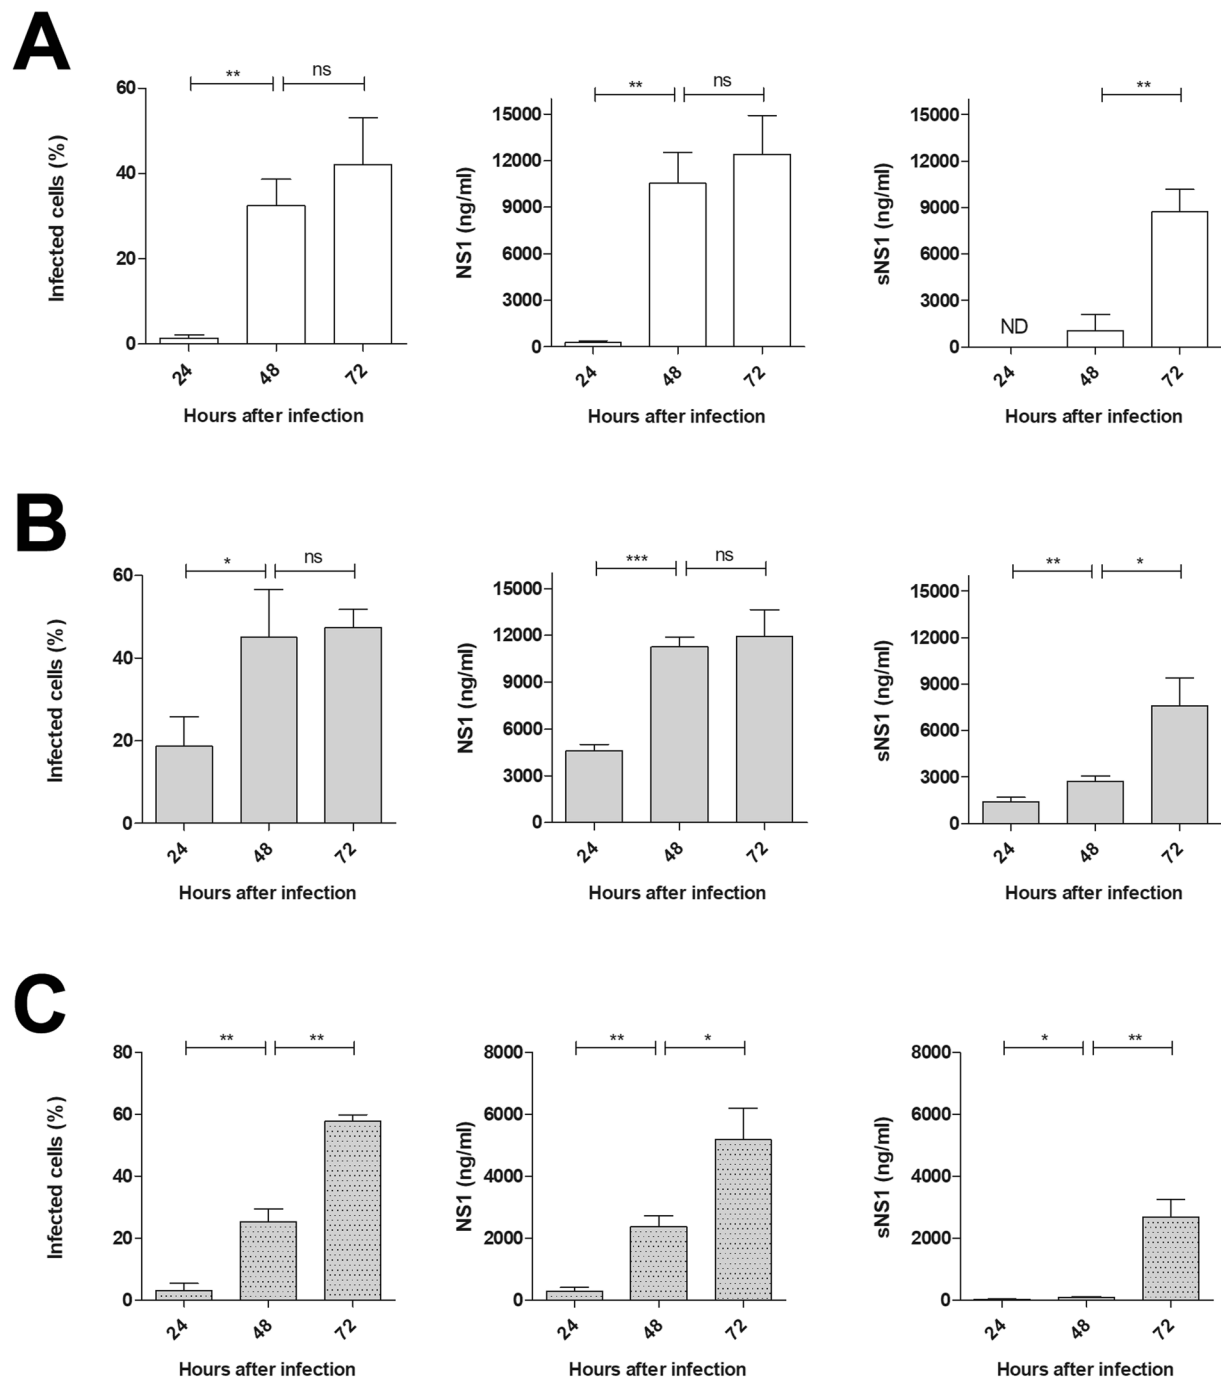 A
** ns
60
40
20
0
Infected cells (%)
24 48 72
Hours after infection
** ns
15000
12000
9000
6000
3000
0
NS1 (ng/ml)
24 48 72
Hours after infection
**
15000
12000
9000
6000
3000
0
sNS1 (ng/ml)
ND
24 48 72
Hours after infection
B
* ns
60
40
20
0
Infected cells (%)
24 48 72
Hours after infection
*** ns
15000
12000
9000
6000
3000
0
NS1 (ng/ml)
24 48 72
Hours after infection
** *
15000
12000
9000
6000
3000
0
sNS1 (ng/ml)
24 48 72
Hours after infection
C
** **
80
60
40
20
0
Infected cells (%)
24 48 72
Hours after infection
** *
8000
6000
4000
2000
0
NS1 (ng/ml)
24 48 72
Hours after infection
* **
8000
6000
4000
2000
0
sNS1 (ng/ml)
24 48 72
Hours after infection